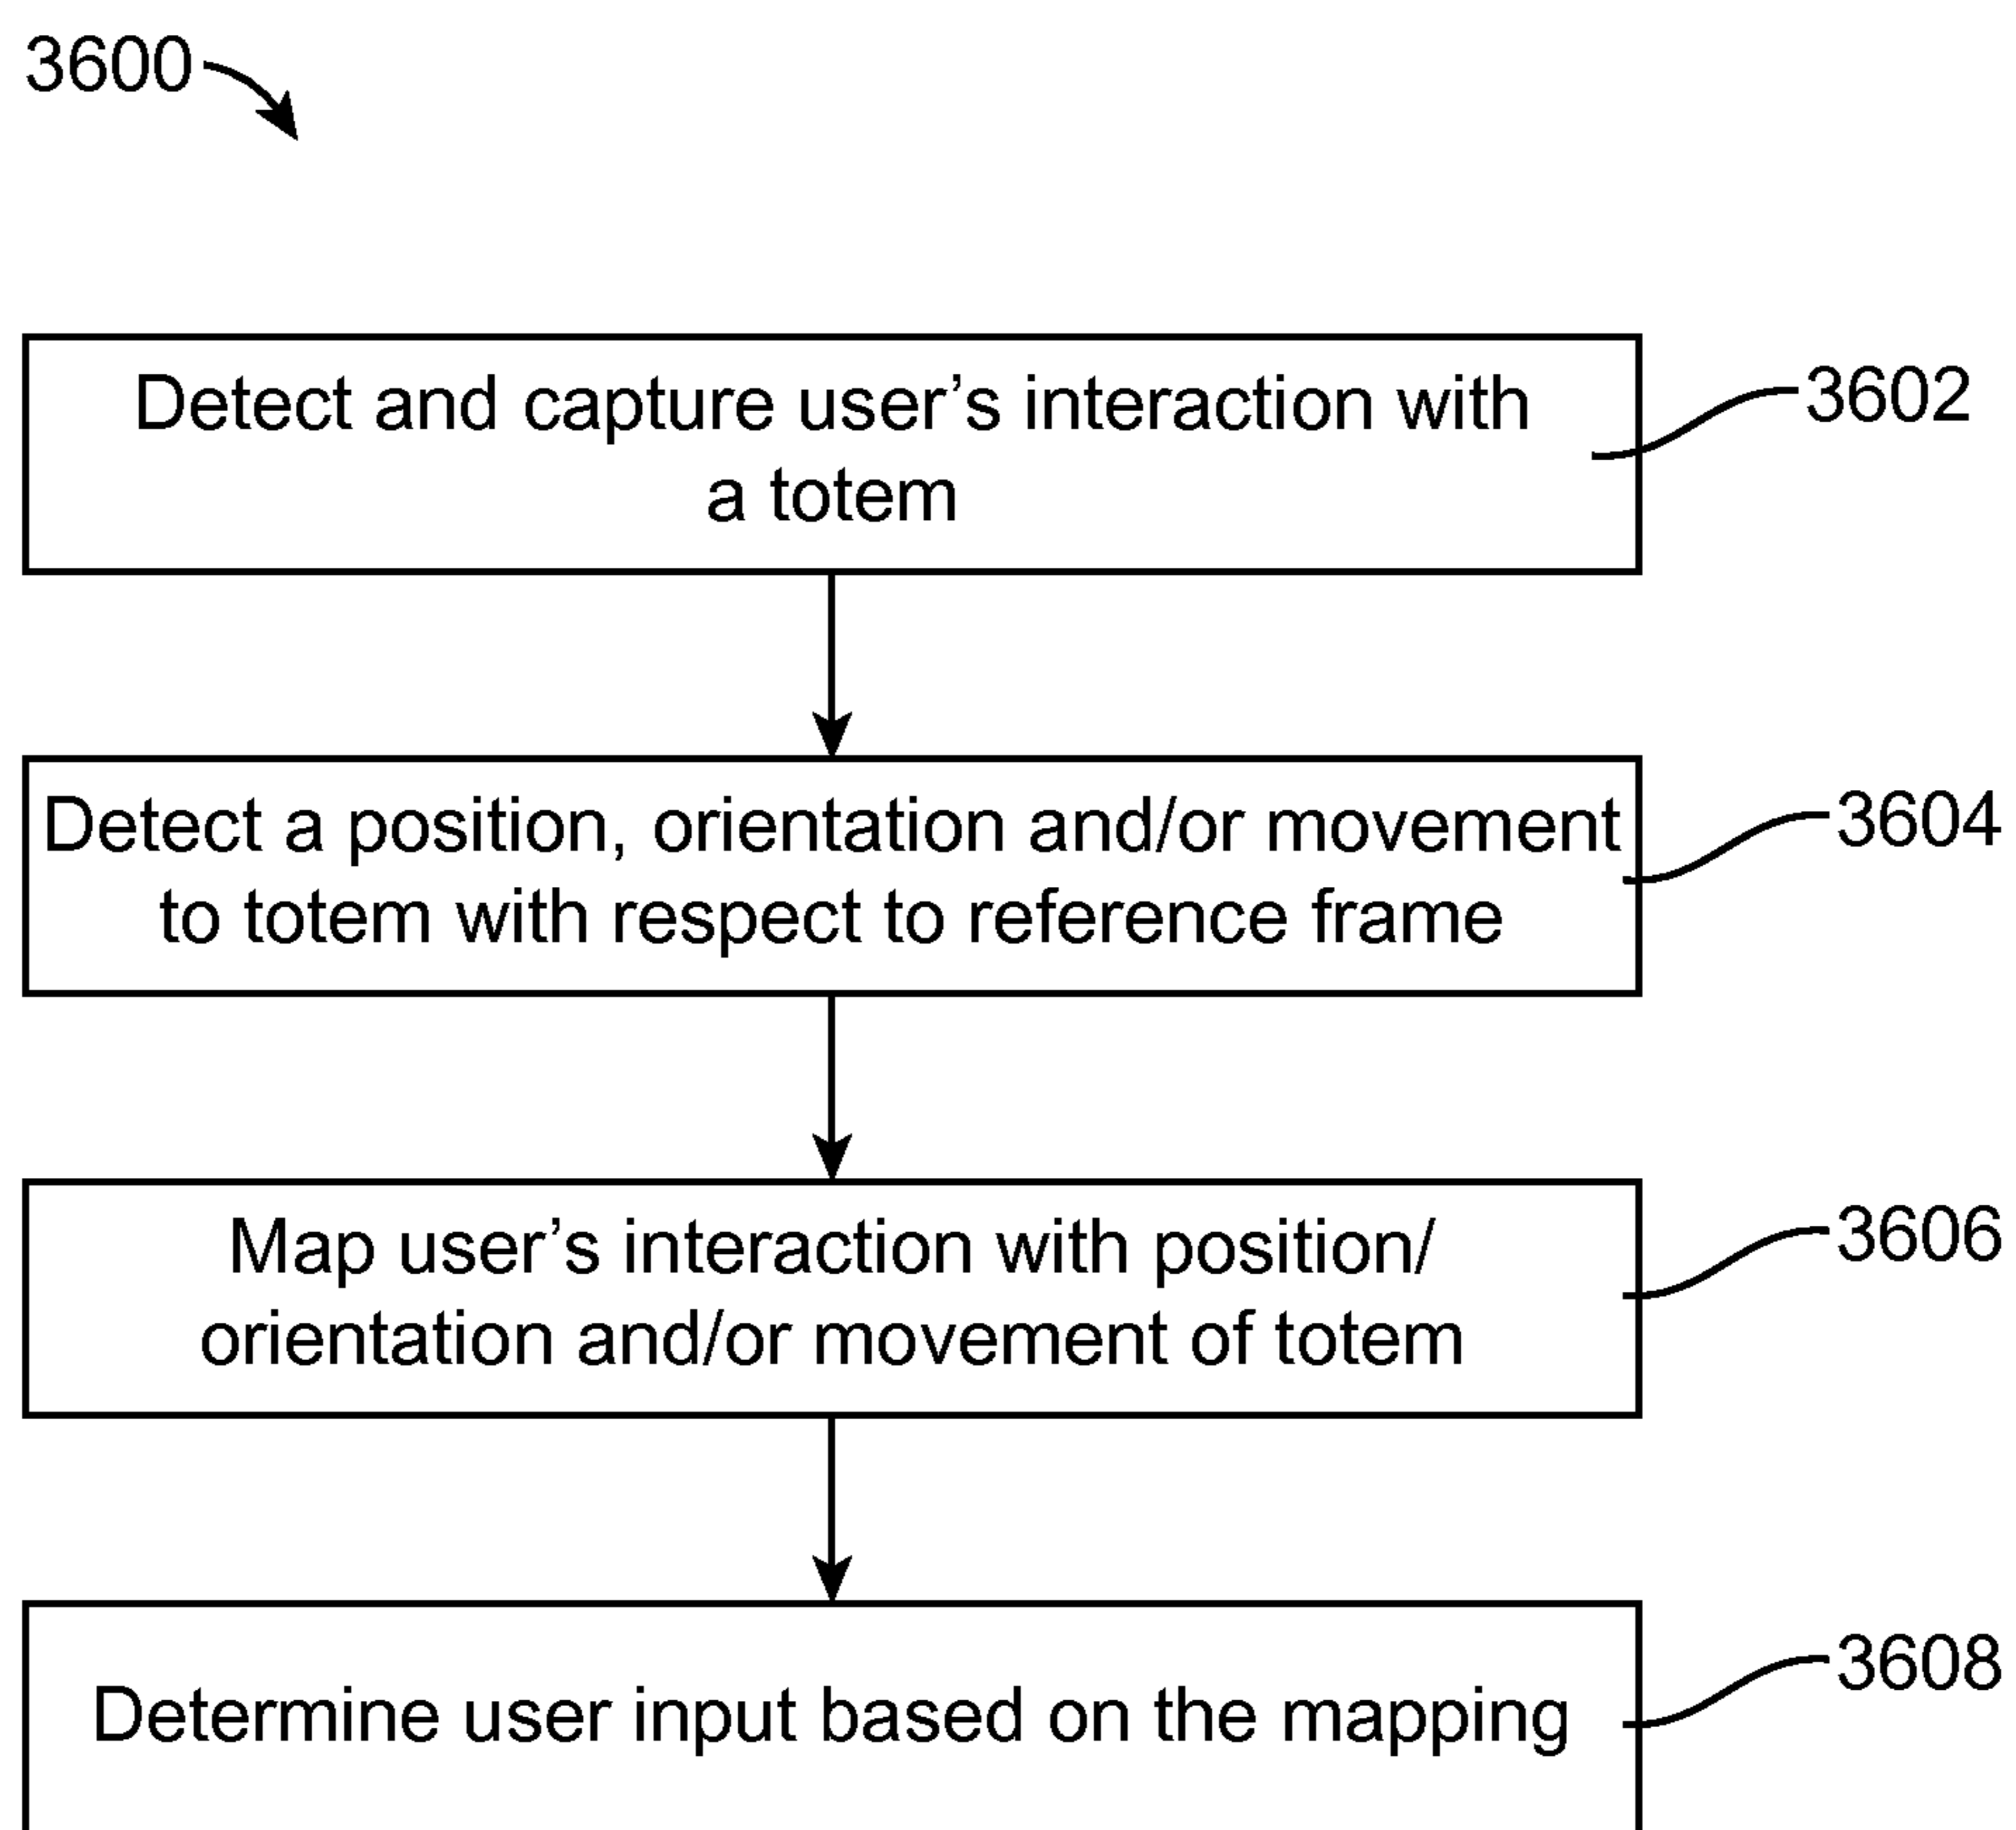 3600
Detect and capture user’s interaction with
a totem
3602
Detect a position, orientation and/or movement
to totem with respect to reference frame
3604
Map user’s interaction with position/
orientation and/or movement of totem
3606
Determine user input based on the mapping
3608